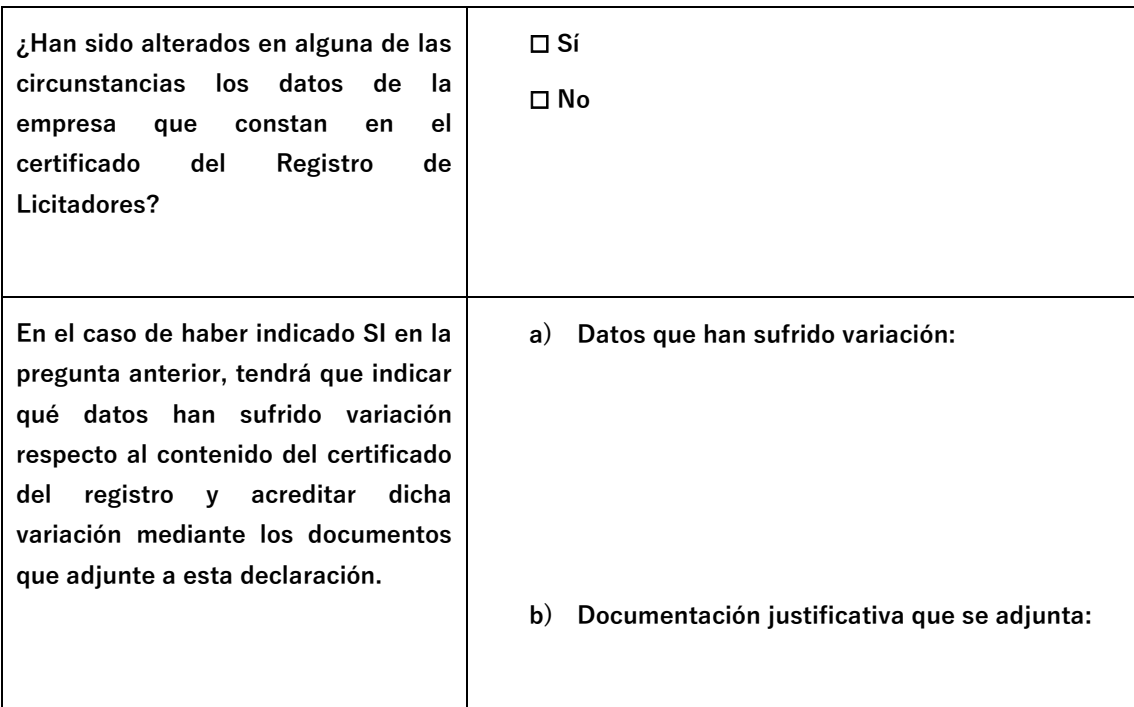 ¿Han sido alterados en alguna de las
circunstancias los datos de la
empresa que constan en el
certificado del Registro de
Licitadores?
☐ Sí
☐ No
En el caso de haber indicado SI en la
pregunta anterior, tendrá que indicar
qué datos han sufrido variación
respecto al contenido del certificado
del registro y acreditar dicha
variación mediante los documentos
que adjunte a esta declaración.
a) Datos que han sufrido variación:
b) Documentación justificativa que se adjunta: